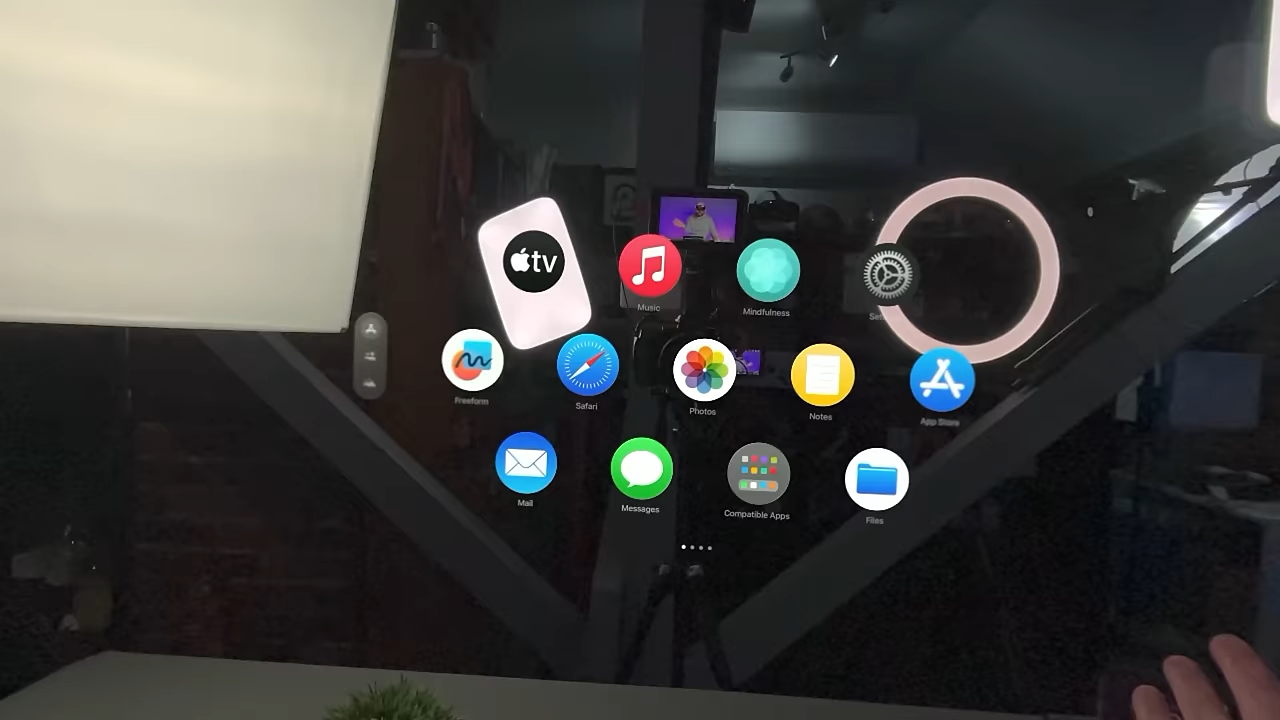 tv
Music
Mindfulness
Freeform
Safari
Photos
Notes
App Store
Mail
Messages
Compatible Apps
Files